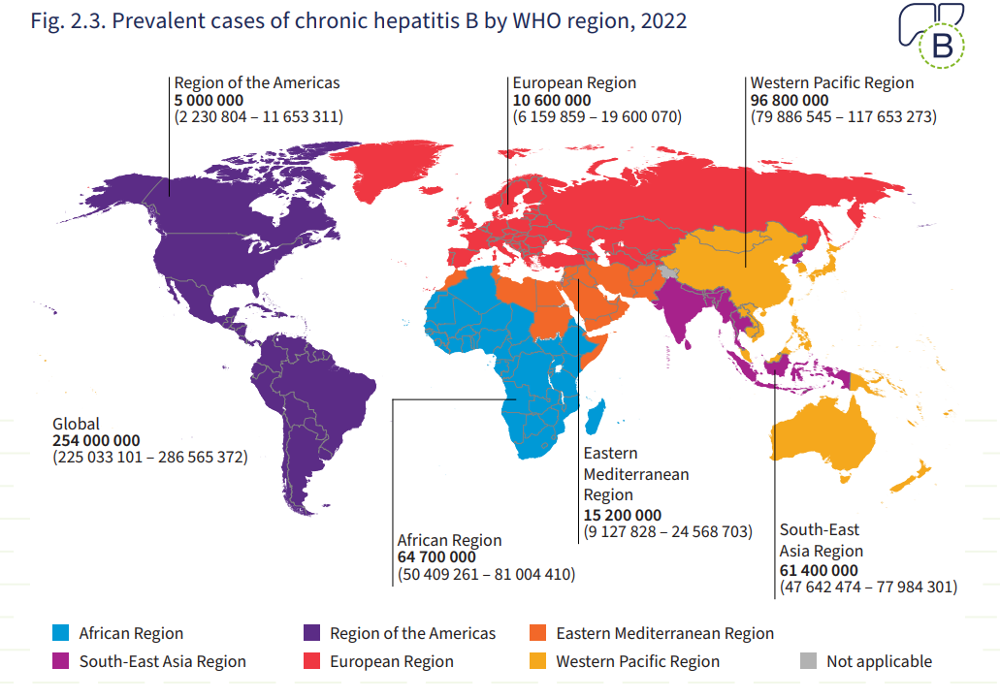 Fig. 2.3. Prevalent cases of chronic hepatitis B by WHO region, 2022
B
Region of the Americas
5 000 000
(2 230 804 – 11 653 311)
European Region
10 600 000
(6 159 859 – 19 600 070)
Western Pacific Region
96 800 000
(79 886 545 – 117 653 273)
Global
254 000 000
(225 033 101 – 286 565 372)
Eastern
Mediterranean
Region
15 200 000
(9 127 828 – 24 568 703)
African Region
64 700 000
(50 409 261 – 81 004 410)
South-East
Asia Region
61 400 000
(47 642 474 – 77 984 301)
African Region
Region of the Americas
Eastern Mediterranean Region
South-East Asia Region
European Region
Western Pacific Region
Not applicable